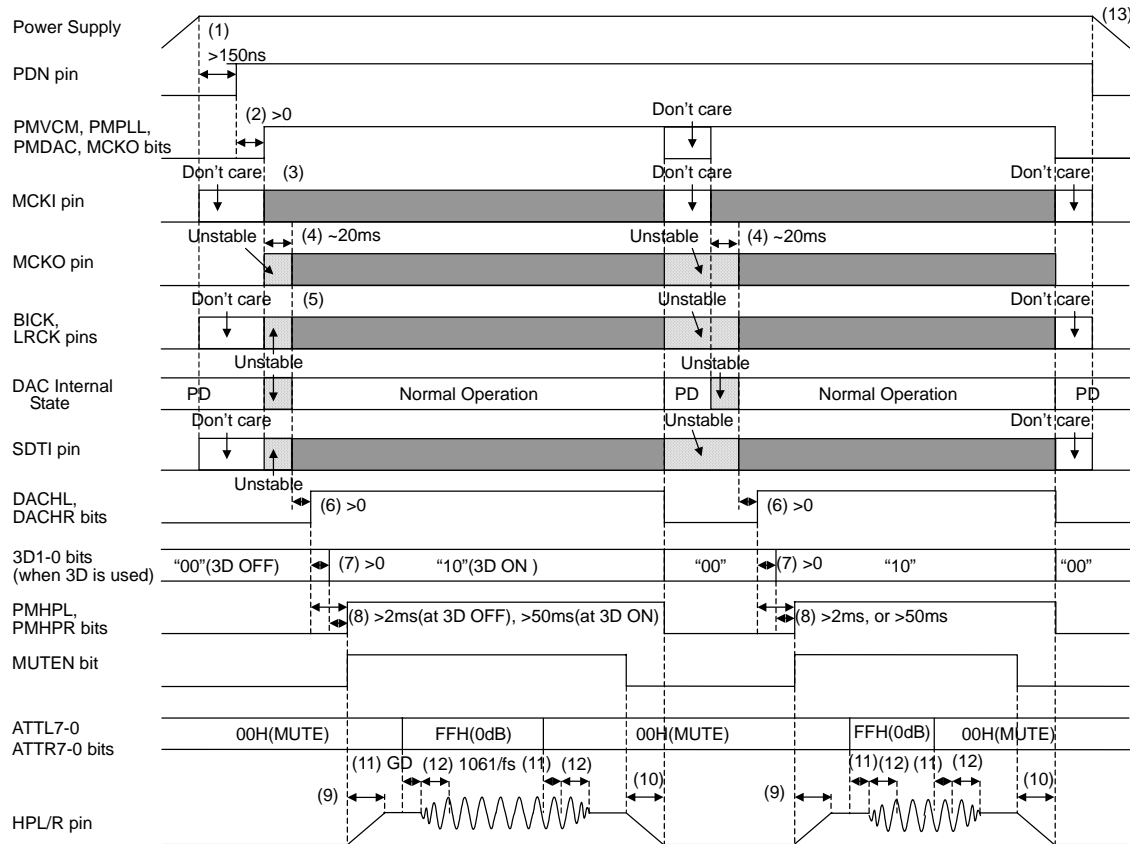 Power Supply
(1)
(13)
>150ns
PDN pin
(2) >0
Don't care
PMVCM, PMPLL,
PMDAC, MCKO bits
Don't care
(3)
Don't care
Don't care
MCKI pin
Unstable
(4) ~20ms
Unstable
(4) ~20ms
MCKO pin
Don't care
(5)
Unstable
Don't care
BICK,
LRCK pins
Unstable
Unstable
DAC Internal
State
PD
Normal Operation
PD
Normal Operation
PD
Don't care
Unstable
Don't care
SDTI pin
Unstable
DACHL,
DACHR bits
(6) >0
(6) >0
3D1-0 bits
(when 3D is used)
"00"(3D OFF)
(7) >0
"10"(3D ON )
"00"
(7) >0
"10"
"00"
PMHPL,
PMHPR bits
(8) >2ms(at 3D OFF), >50ms(at 3D ON)
(8) >2ms, or >50ms
MUTEN bit
ATTL7-0
ATTR7-0 bits
00H(MUTE)
FFH(0dB)
00H(MUTE)
FFH(0dB)
00H(MUTE)
(11) GD
(12)
1061/fs
(11)
(12)
(11)
(12)
(11)
(12)
(9)
(10)
(9)
(10)
HPL/R pin